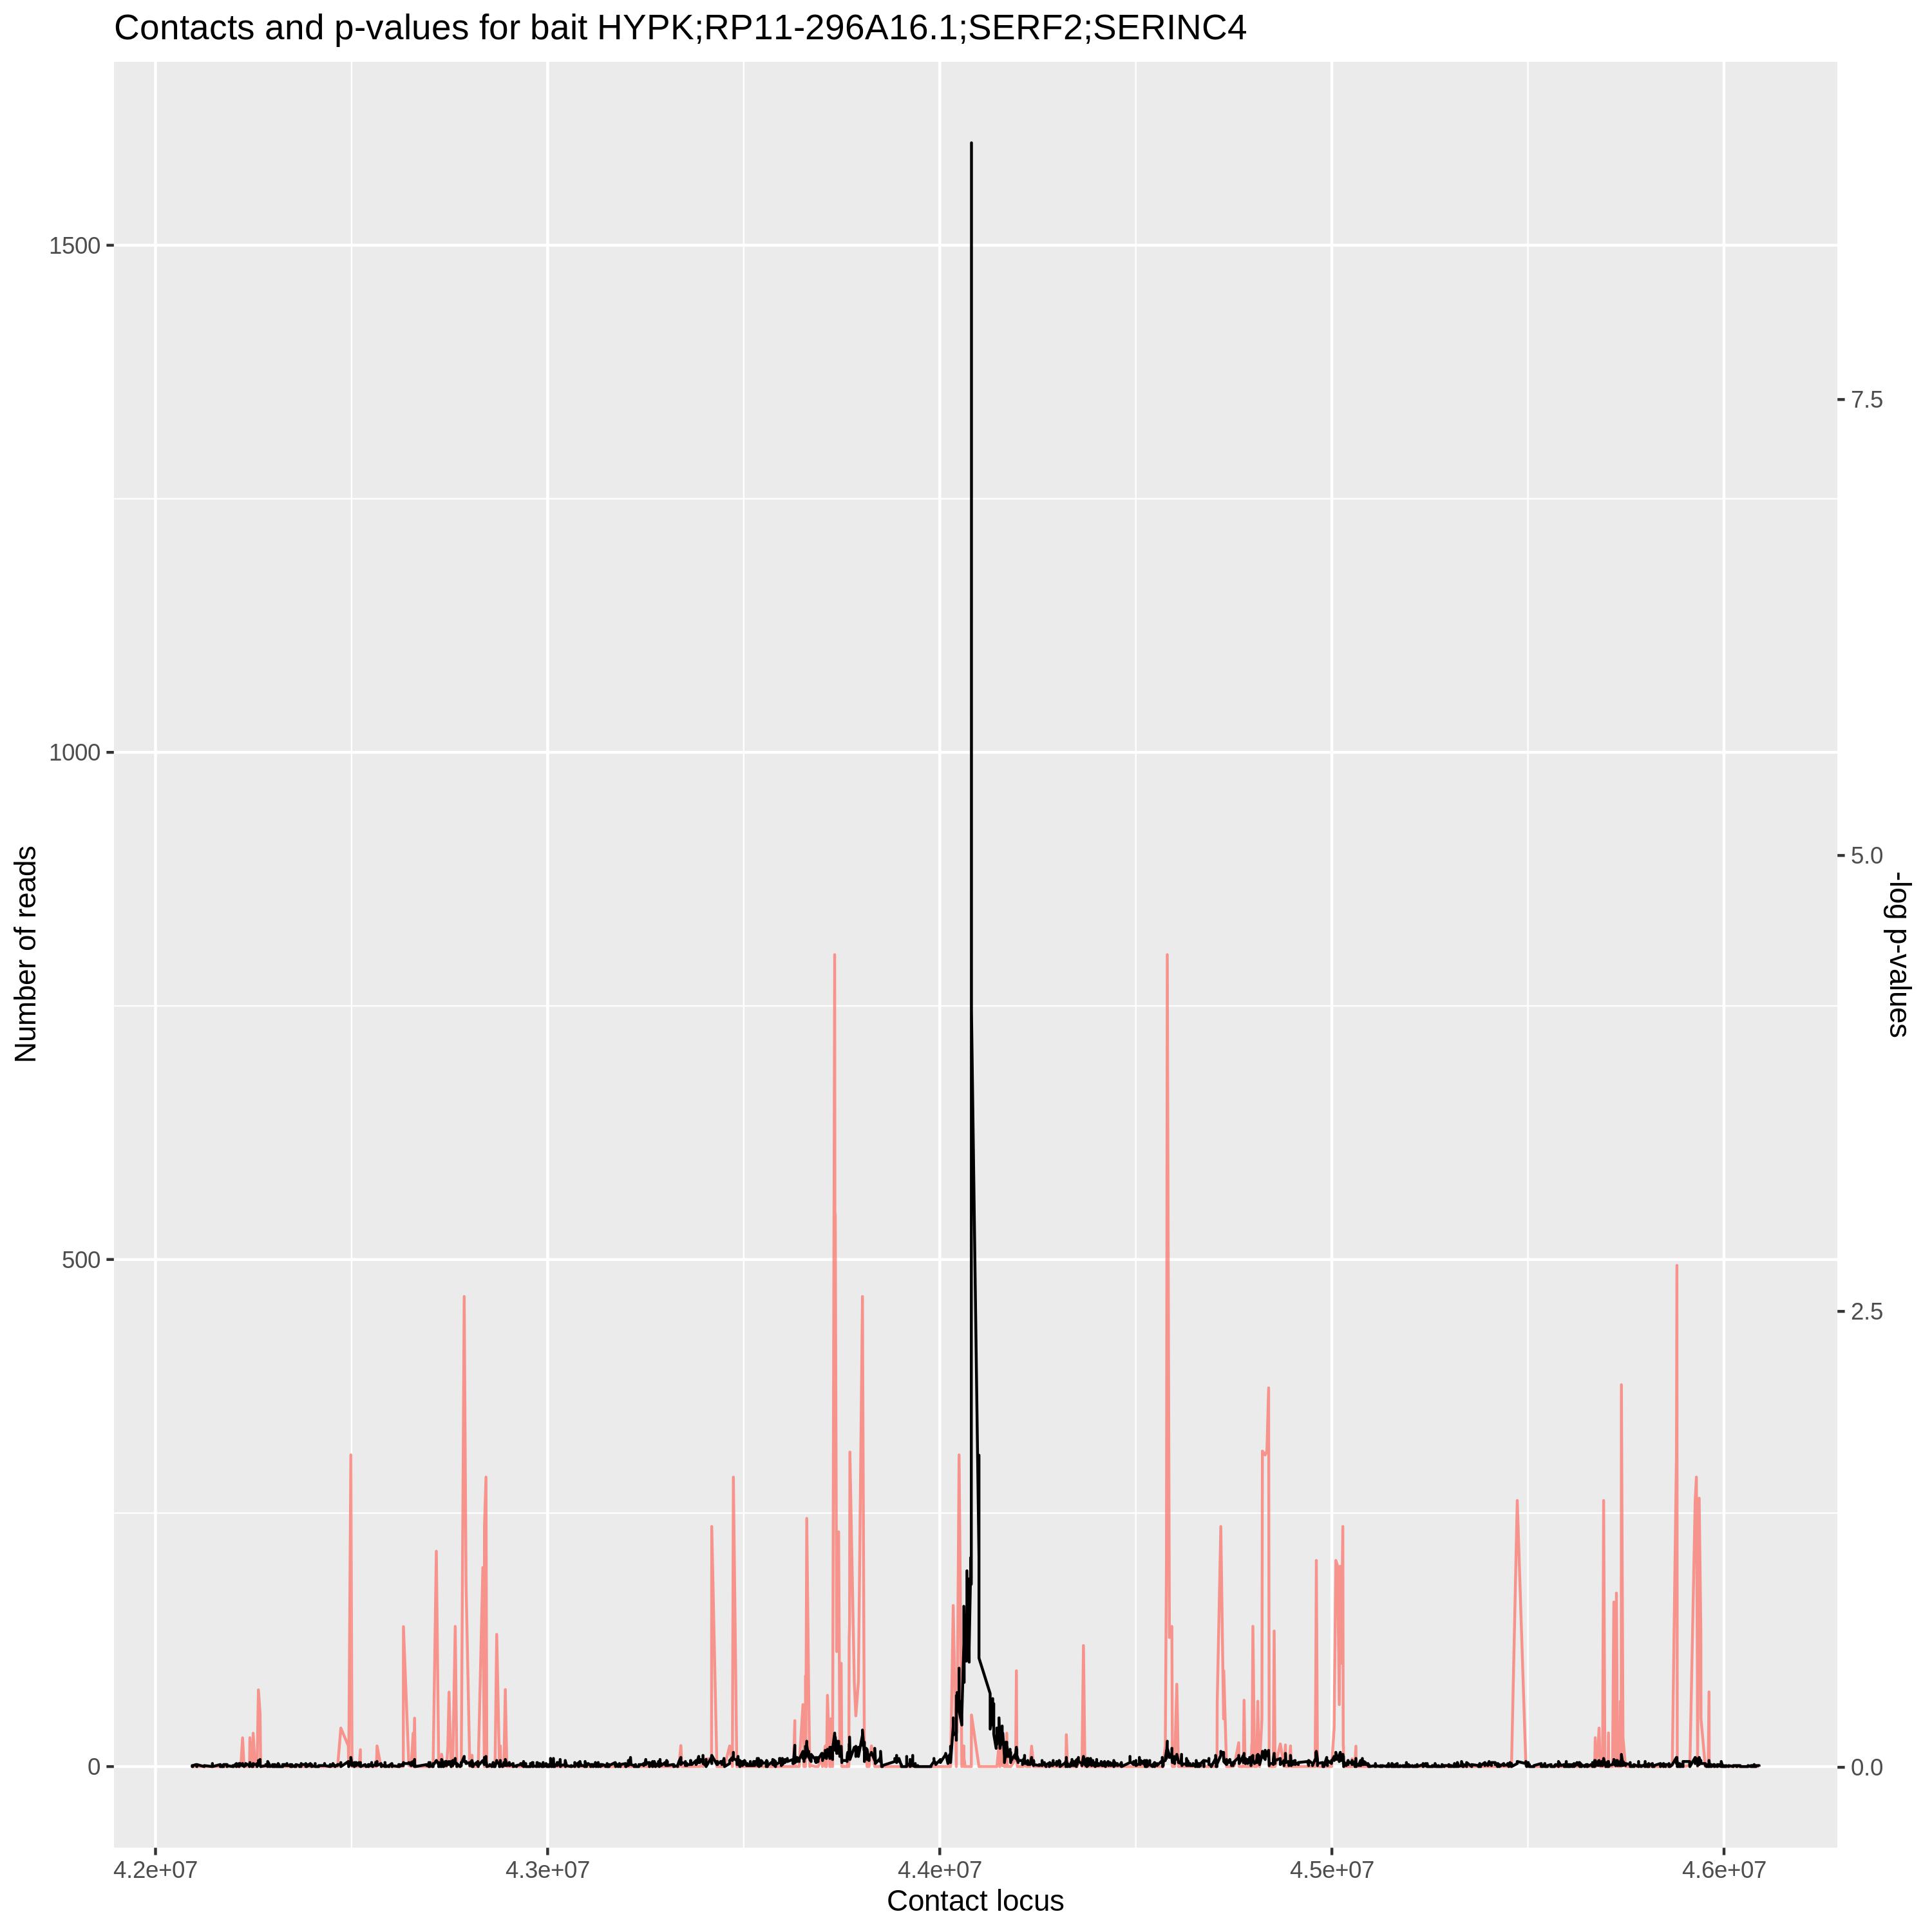 Contacts and p-values for bait HYPK;RP11-296A16.1;SERF2;SERINC4
1500
1000
500
0
Number of reads
7.5
5.0
2.5
0.0
-log p-values
4.2e+07
4.3e+07
4.4e+07
4.5e+07
4.6e+07
Contact locus